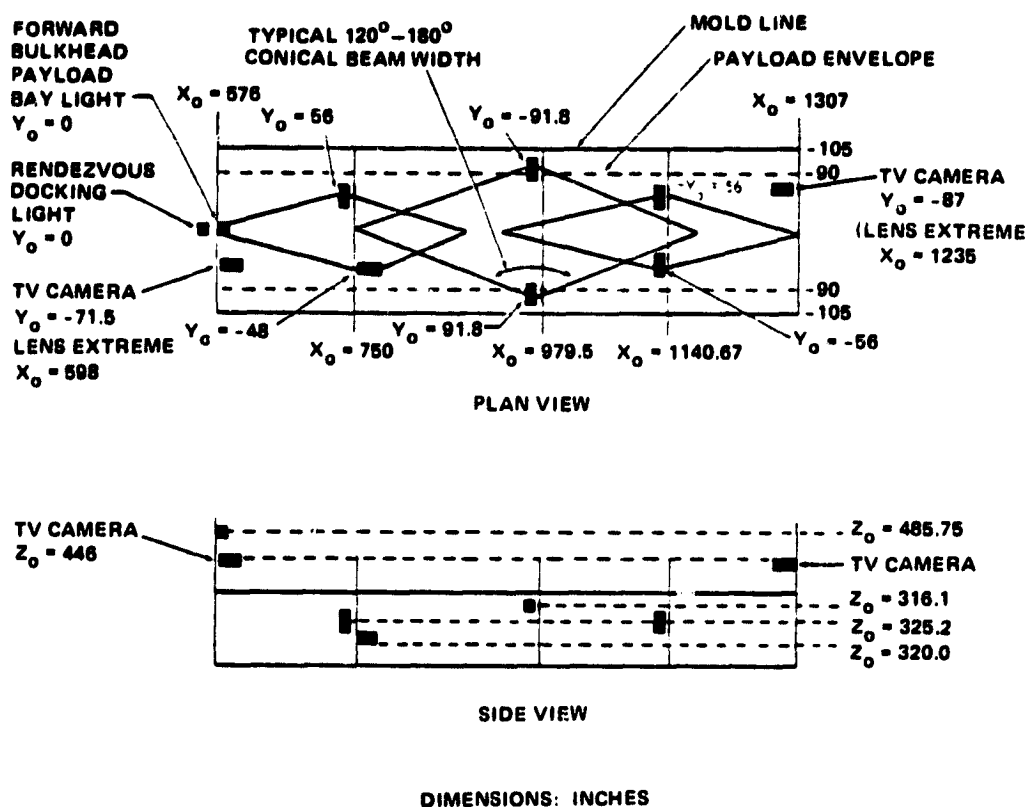 FORWARD
BULKHEAD
PAYLOAD
BAY LIGHT
Yo = 0
Xo = 576
TYPICAL 120°–180°
CONICAL BEAM WIDTH
MOLD LINE
PAYLOAD ENVELOPE
Xo = 1307
Yo = 56
Yo = -91.8
-105
-90
RENDEZVOUS
DOCKING
LIGHT
Yo = 0
TV CAMERA
Yo = -87
(LENS EXTREME
Xo = 1235
TV CAMERA
Yo = -71.5
LENS EXTREME
Xo = 598
Yo = -48
Xo = 750
Yo = 91.8
Xo = 979.5
Xo = 1140.67
Yo = -56
-90
-105
PLAN VIEW
TV CAMERA
Zo = 446
Zo = 485.75
TV CAMERA
Zo = 316.1
Zo = 325.2
Zo = 320.0
SIDE VIEW
DIMENSIONS: INCHES